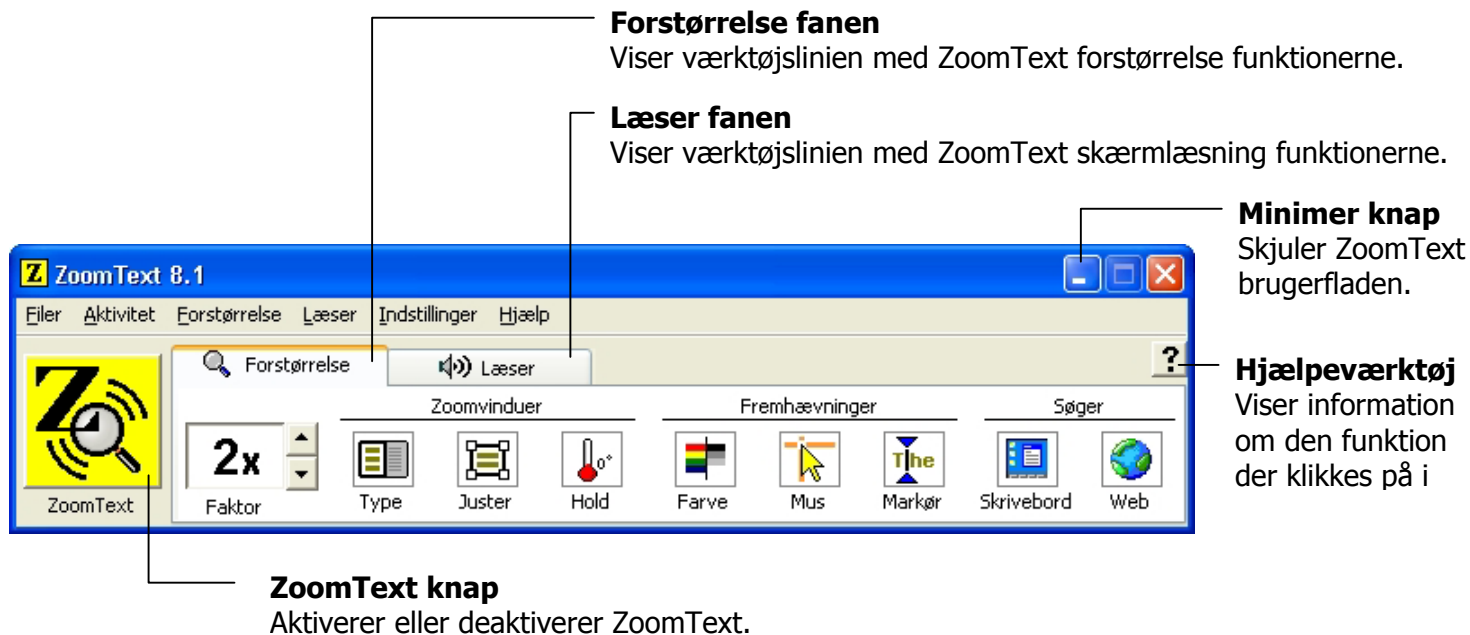 Forstørrelse fanen
Viser værktøjslinien med ZoomText forstørrelse funktionerne.
Læser fanen
Viser værktøjslinien med ZoomText skærmlæsning funktionerne.
Minimer knap
Skjuler ZoomText
brugerfladen.
Z ZoomText 8.1
Filer Aktivitet Forstørrelse Læser Indstillinger Hjælp
Forstørrelse Læser ?
Hjælpeværktøj
Viser information
om den funktion
der klikkes på i
Zoomvinduer Fremhævninger Søger
Z 2x 0° The
ZoomText Faktor Type Juster Hold Farve Mus Markør Skrivebord Web
ZoomText knap
Aktiverer eller deaktiverer ZoomText.